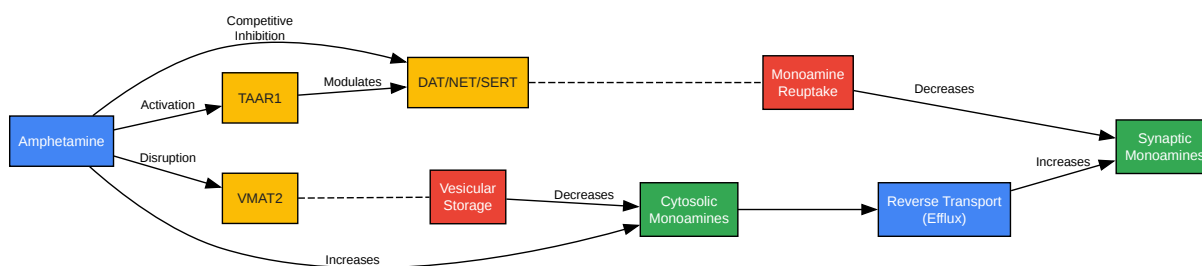 Competitive
Inhibition
Monoamine
Reuptake
DAT/NET/SERT
Modulates
Decreases
TAAR1
Activation
Amphetamine
Synaptic
Monoamines
Disruption
Increases
VMAT2
Vesicular
Storage
Decreases
Cytosolic
Monoamines
Reverse Transport
(Efflux)
Increases